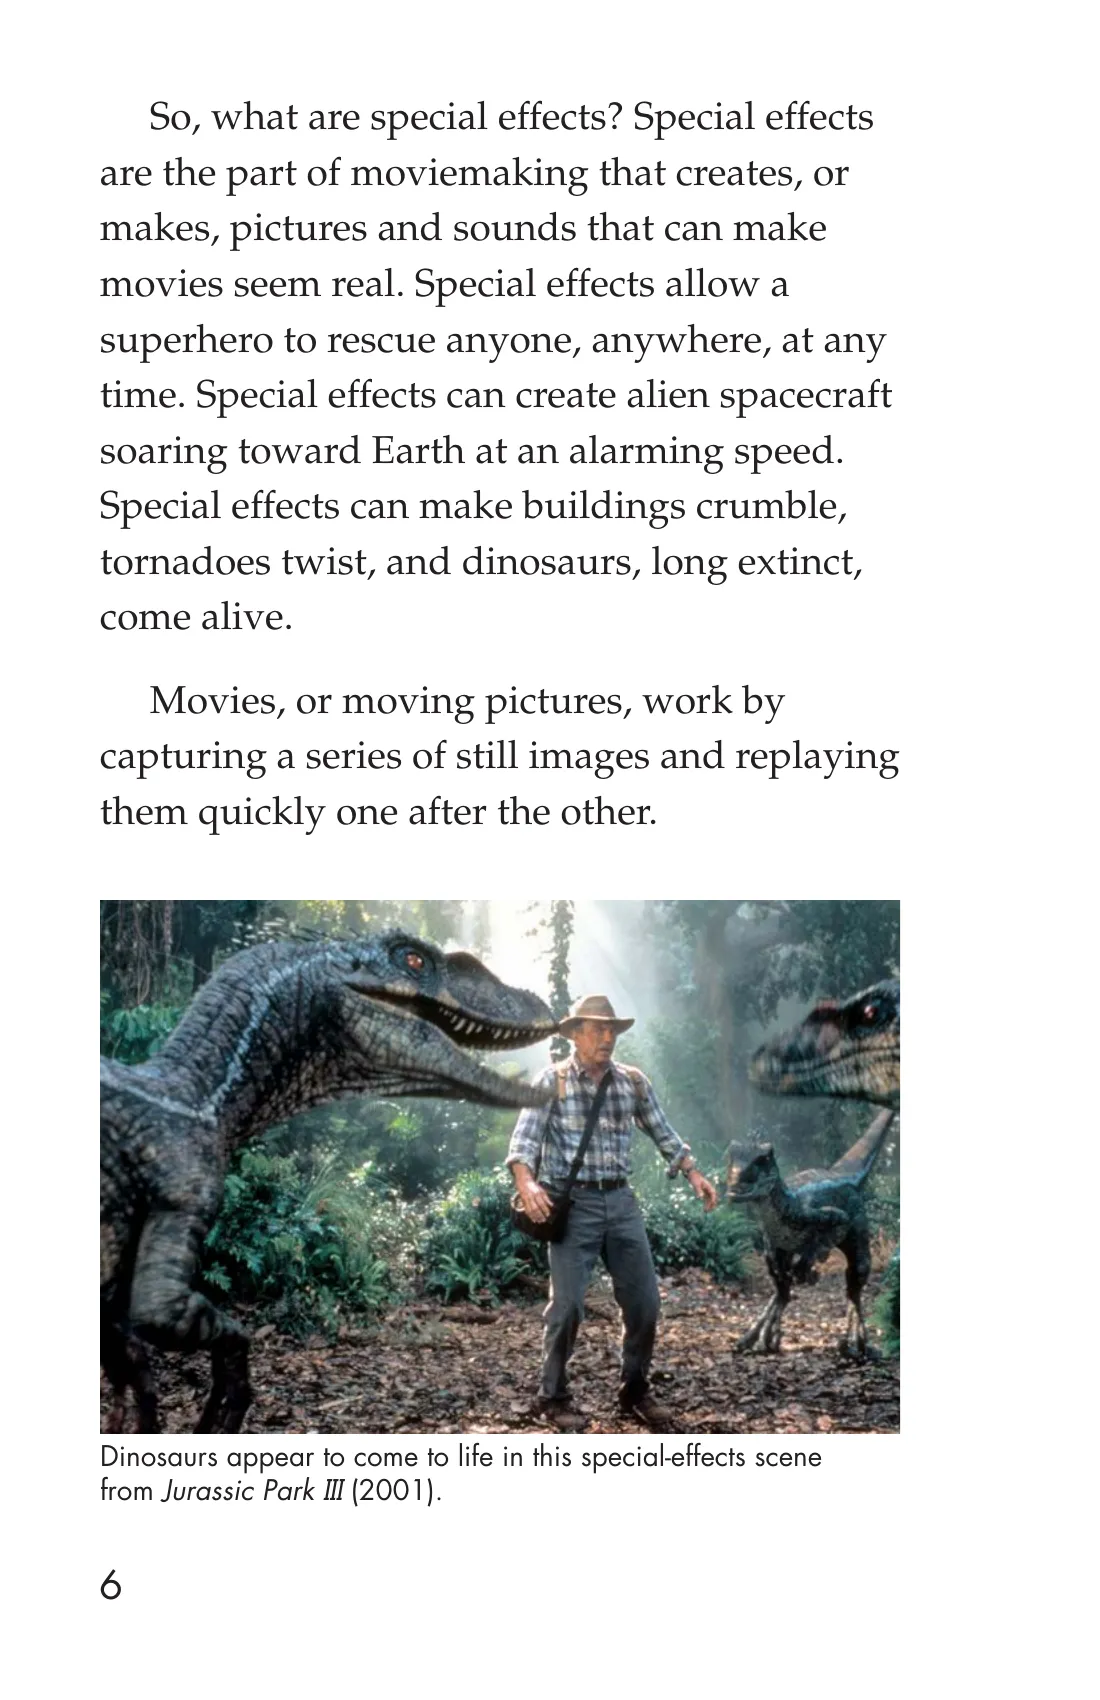 So, what are special effects? Special effects
are the part of moviemaking that creates, or
makes, pictures and sounds that can make
movies seem real. Special effects allow a
superhero to rescue anyone, anywhere, at any
time. Special effects can create alien spacecraft
soaring toward Earth at an alarming speed.
Special effects can make buildings crumble,
tornadoes twist, and dinosaurs, long extinct,
come alive.
Movies, or moving pictures, work by
capturing a series of still images and replaying
them quickly one after the other.
Dinosaurs appear to come to life in this special-effects scene
from Jurassic Park III (2001).
6